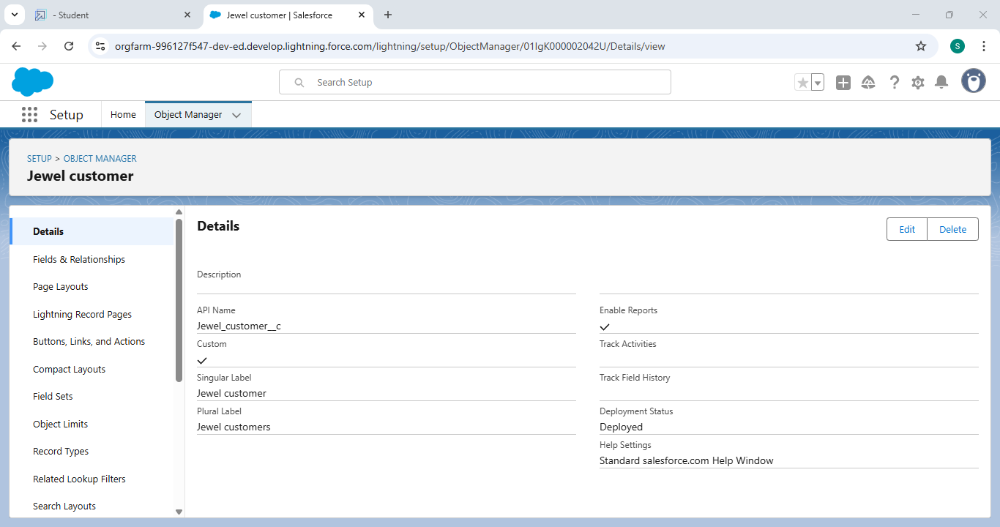 - Student
Jewel customer | Salesforce
orgfarm-996127f547-dev-ed.develop.lightning.force.com/lightning/setup/ObjectManager/01IgK000002042U/Details/view
S
Search Setup
Setup
Home
Object Manager
SETUP > OBJECT MANAGER
Jewel customer
Details
Fields & Relationships
Page Layouts
Lightning Record Pages
Buttons, Links, and Actions
Compact Layouts
Field Sets
Object Limits
Record Types
Related Lookup Filters
Search Layouts
Details
Edit
Delete
Description
API Name
Jewel_customer__c
Custom
Singular Label
Jewel customer
Plural Label
Jewel customers
Enable Reports
Track Activities
Track Field History
Deployment Status
Deployed
Help Settings
Standard salesforce.com Help Window